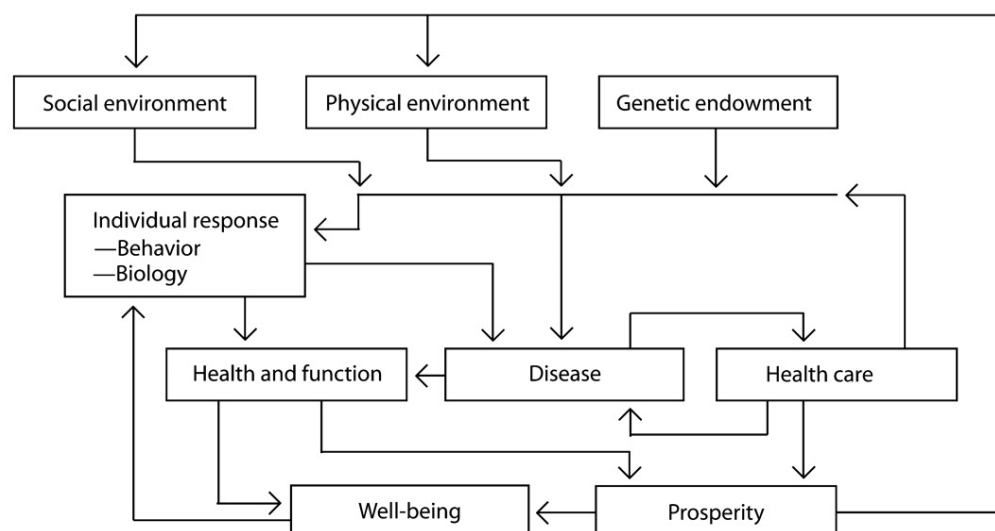 Social environment
Physical environment
Genetic endowment
Individual response
—Behavior
—Biology
Health and function
Disease
Health care
Well-being
Prosperity